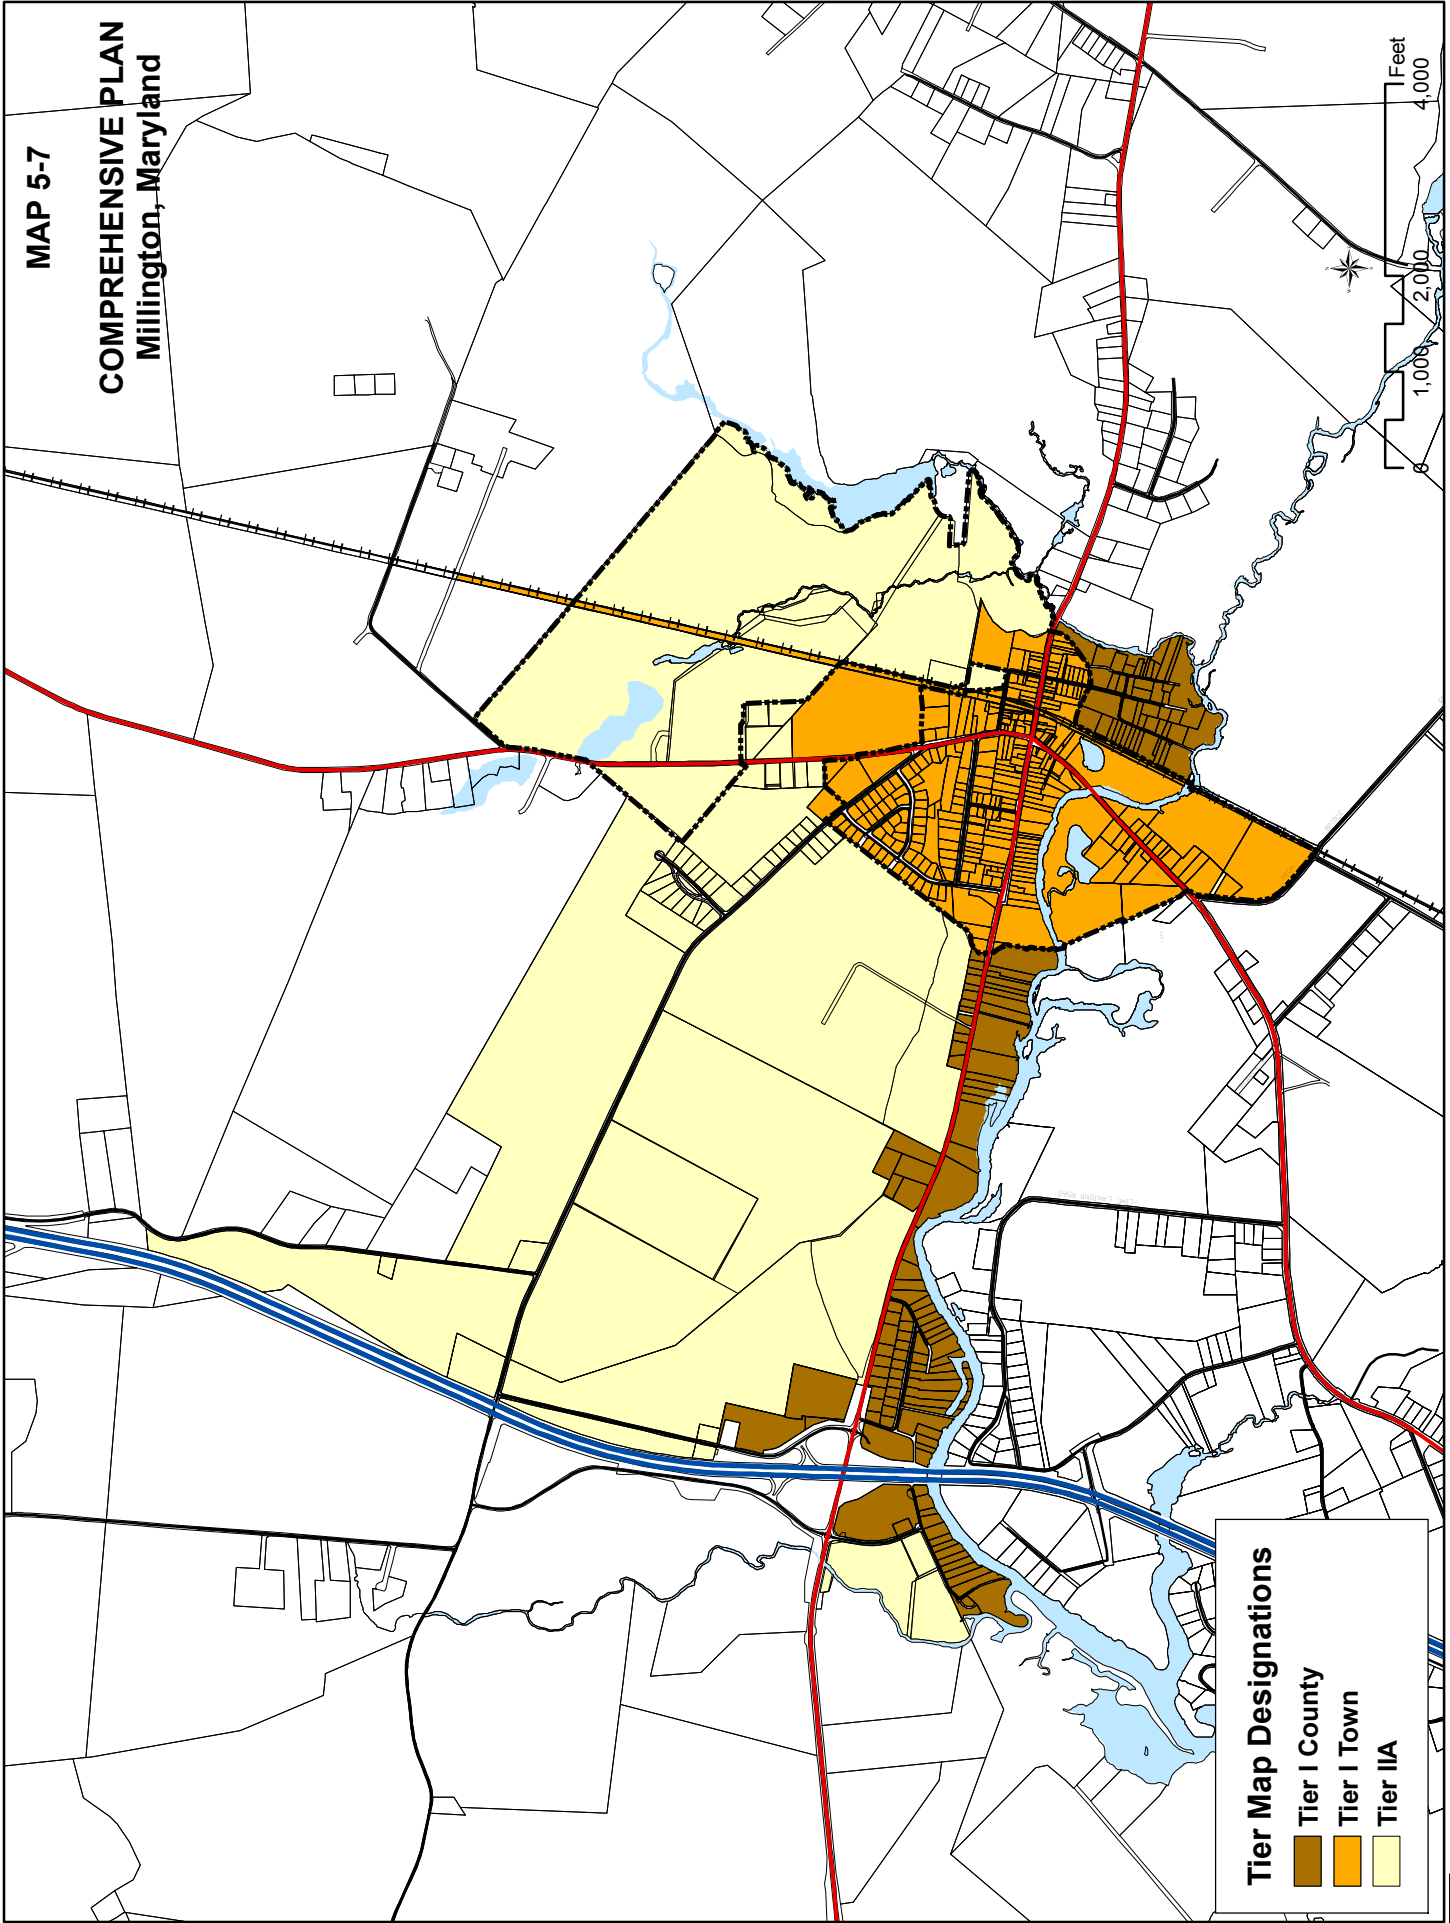 MAP 5-7
COMPREHENSIVE PLAN
Millington, Maryland
Feet
0 1,000 2,000 4,000
Tier Map Designations
Tier I County
Tier I Town
Tier IIA